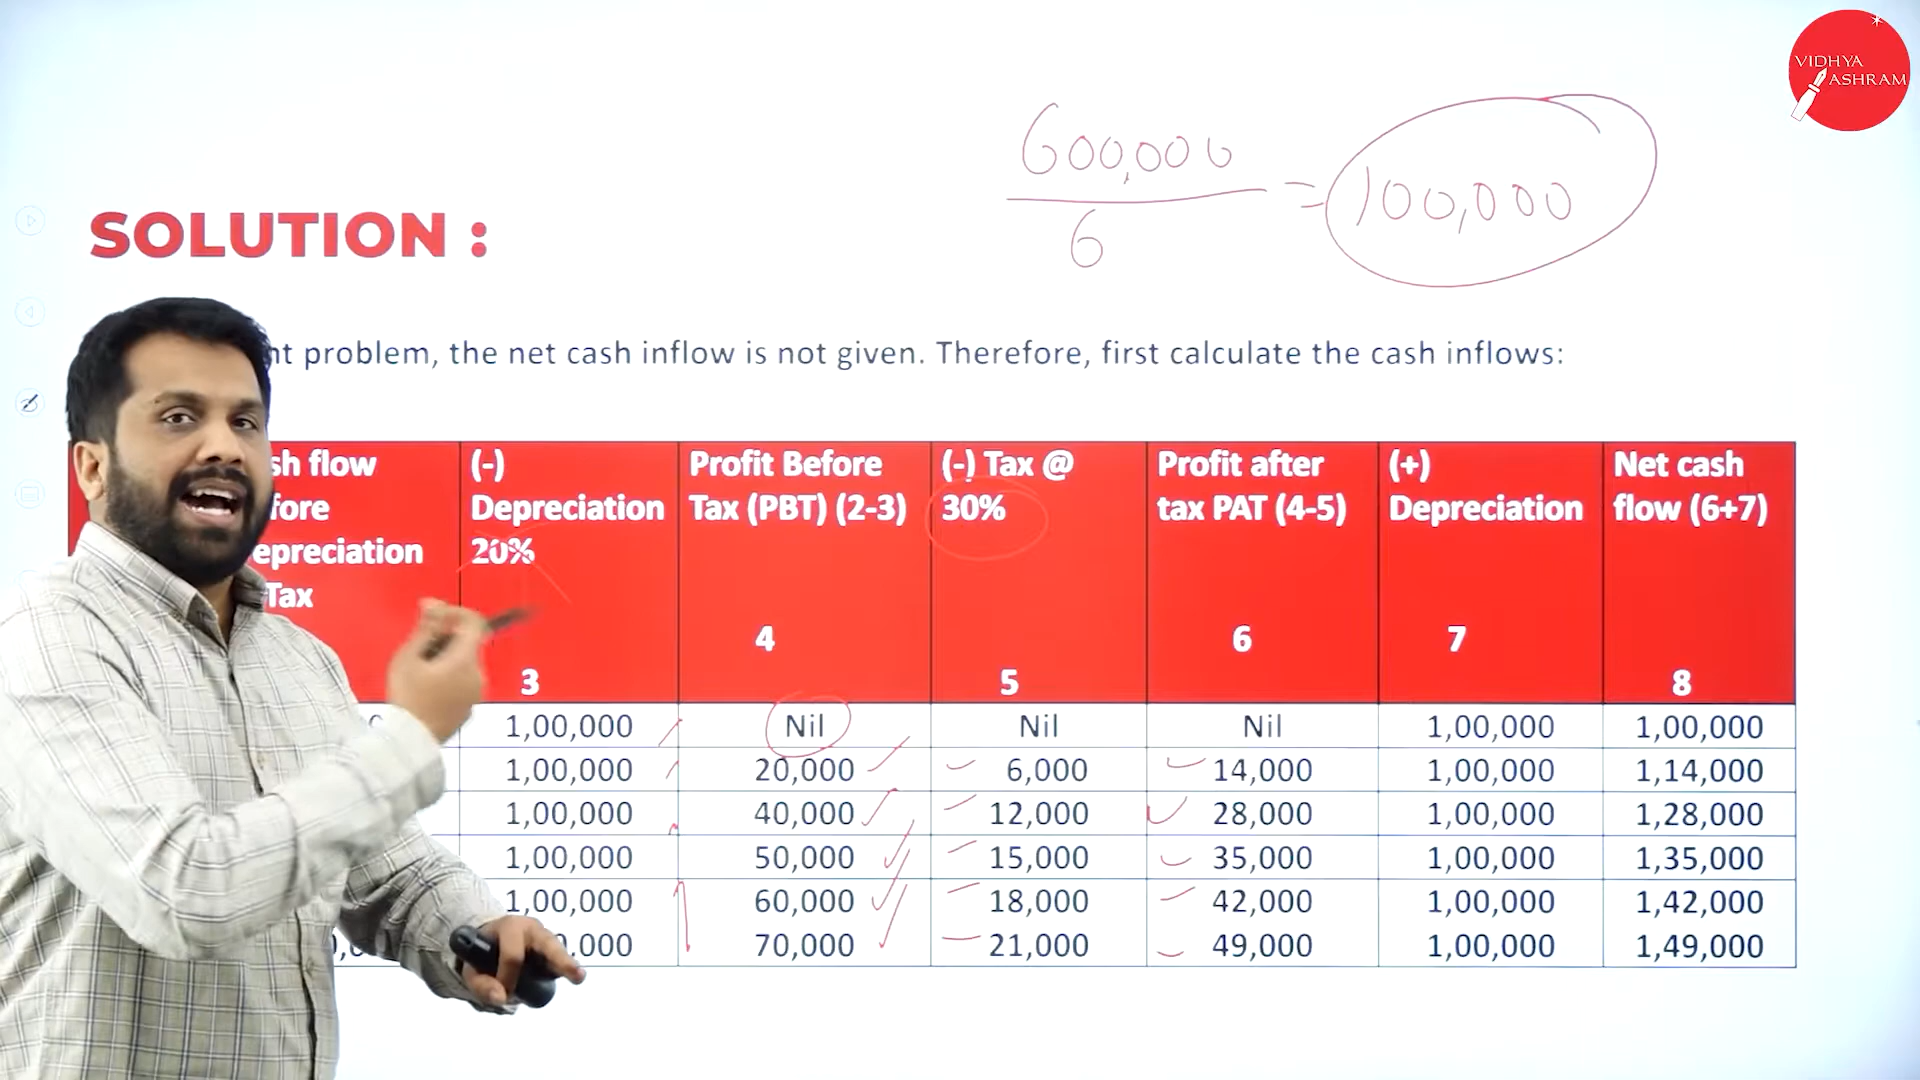 VIDHYA
ASHRAM
600,000
6
= 100,000
SOLUTION :
problem, the net cash inflow is not given. Therefore, first calculate the cash inflows:
flow
Tax
(-) Depreciation 20% 3
Profit Before Tax (PBT) (2-3) 4
(-) Tax @ 30% 5
Profit after tax PAT (4-5) 6
(+) Depreciation 7
Net cash flow (6+7) 8
1,00,000 Nil Nil Nil 1,00,000 1,00,000
1,00,000 20,000 6,000 14,000 1,00,000 1,14,000
1,00,000 40,000 12,000 28,000 1,00,000 1,28,000
1,00,000 50,000 15,000 35,000 1,00,000 1,35,000
1,00,000 60,000 18,000 42,000 1,00,000 1,42,000
70,000 21,000 49,000 1,00,000 1,49,000